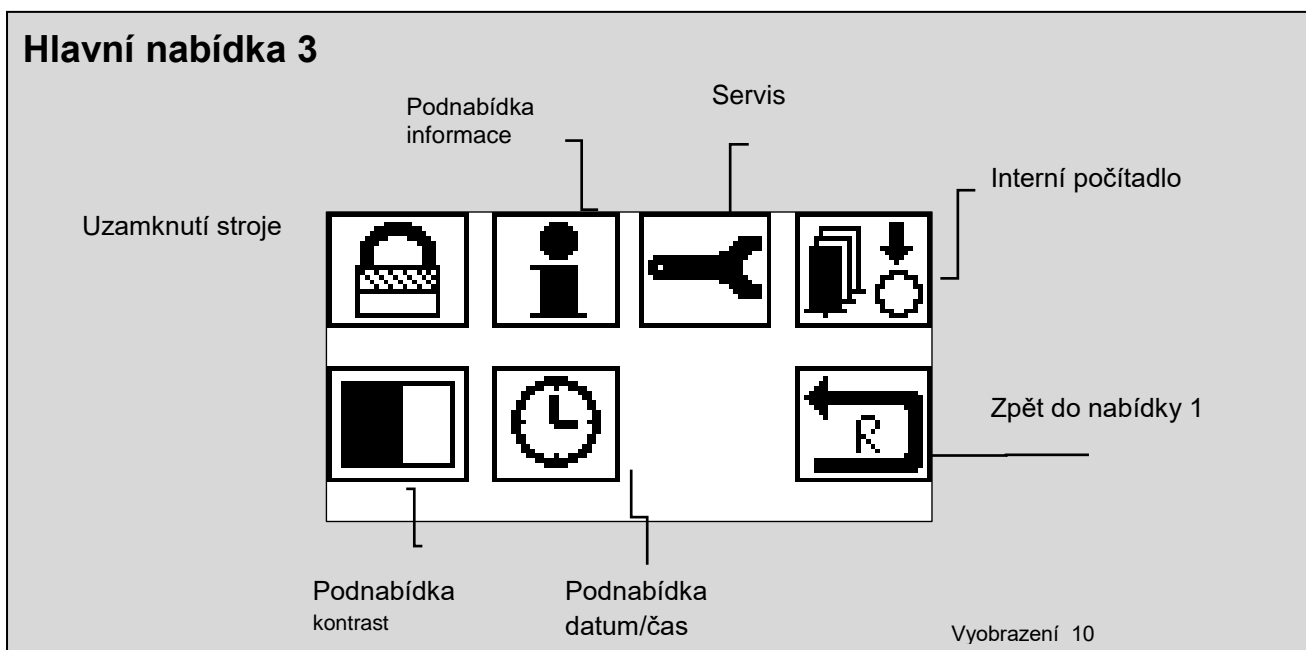 Hlavní nabídka 3
Podnabídka
informace
Servis
Interní počítadlo
Uzamknutí stroje
R
Zpět do nabídky 1
Podnabídka
kontrast
Podnabídka
datum/čas
Vyobrazení 10